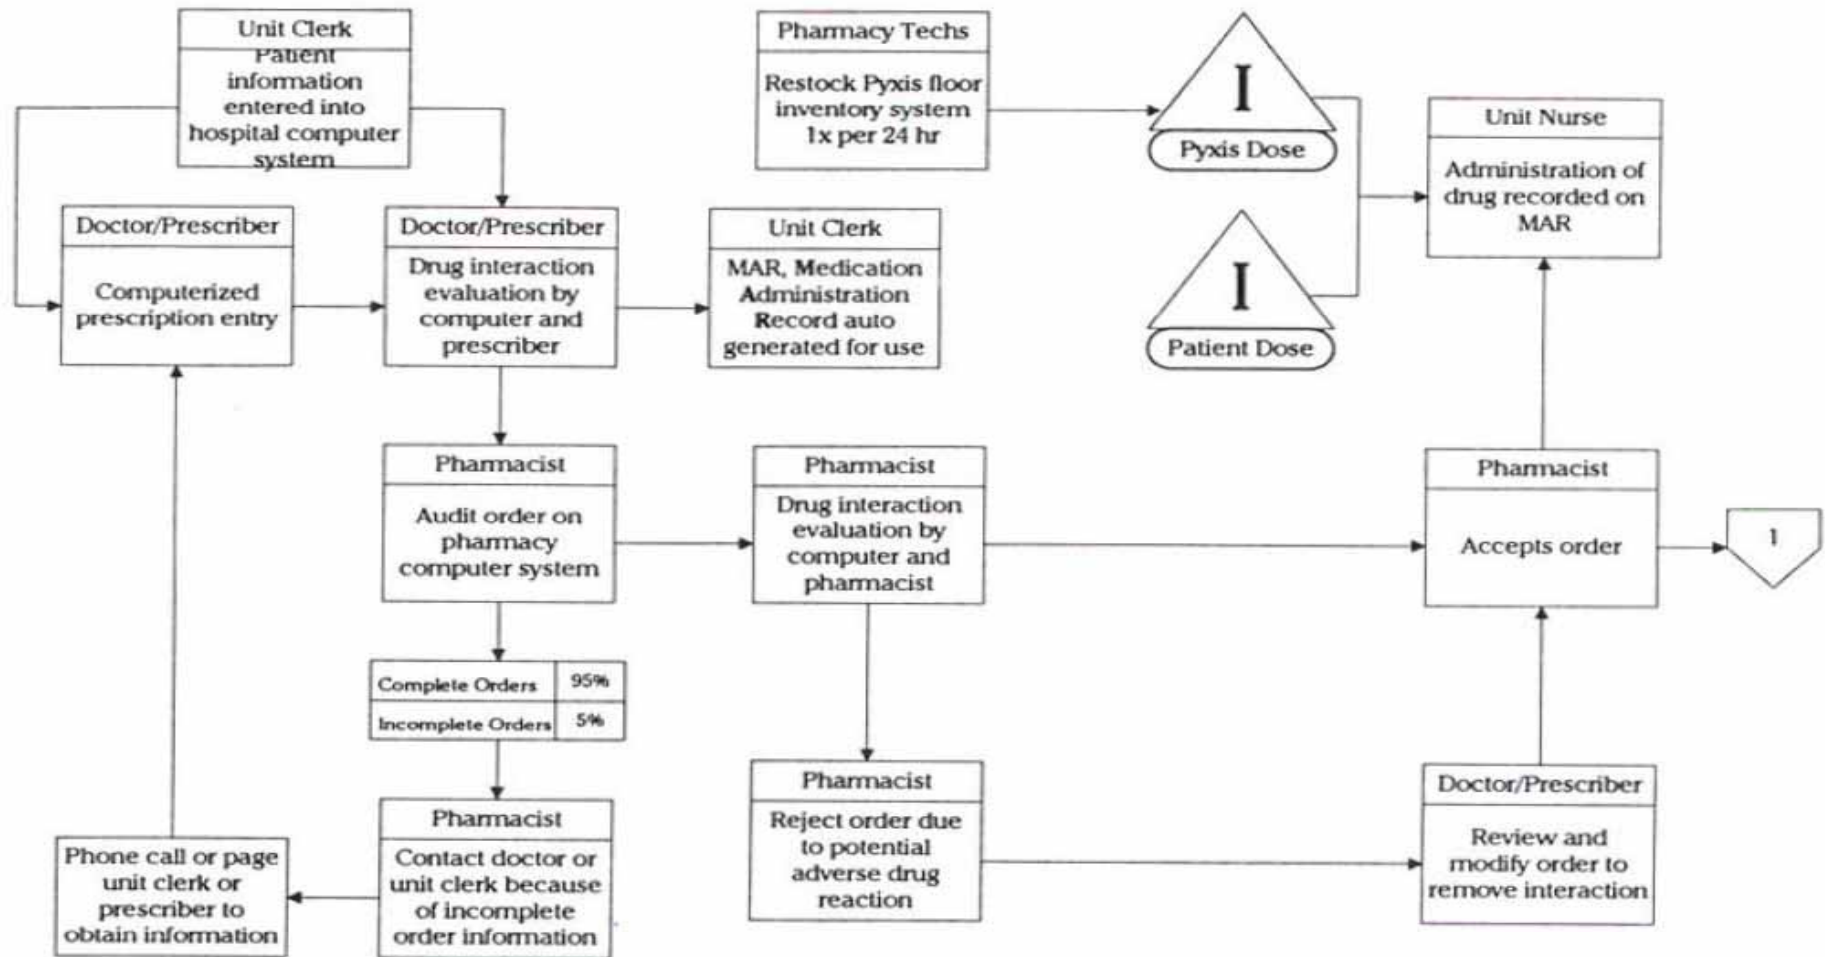 Unit Clerk
Patient
information
entered into
hospital computer
system
Pharmacy Techs
Restock Pyxis floor
inventory system
1x per 24 hr
I
Pyxis Dose
Unit Nurse
Administration of
drug recorded on
MAR
Doctor/Prescriber
Computerized
prescription entry
Doctor/Prescriber
Drug interaction
evaluation by
computer and
prescriber
Unit Clerk
MAR, Medication
Administration
Record auto
generated for use
I
Patient Dose
Pharmacist
Audit order on
pharmacy
computer system
Pharmacist
Drug interaction
evaluation by
computer and
pharmacist
Pharmacist
Accepts order
1
Complete Orders 95%
Incomplete Orders 5%
Pharmacist
Reject order due
to potential
adverse drug
reaction
Doctor/Prescriber
Review and
modify order to
remove interaction
Pharmacist
Contact doctor or
unit clerk because
of incomplete
order information
Phone call or page
unit clerk or
prescriber to
obtain information